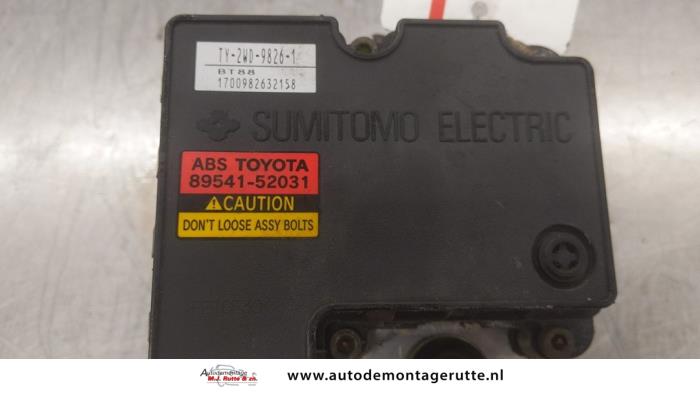 TY-2WD-9826-1
BT88
1700982632158
SUMITOMO ELECTRIC
ABS TOYOTA
89541-52031
CAUTION
DON'T LOOSE ASSY BOLTS
Autodemontage
M.J. Rutte & zn.
www.autodemontagerutte.nl